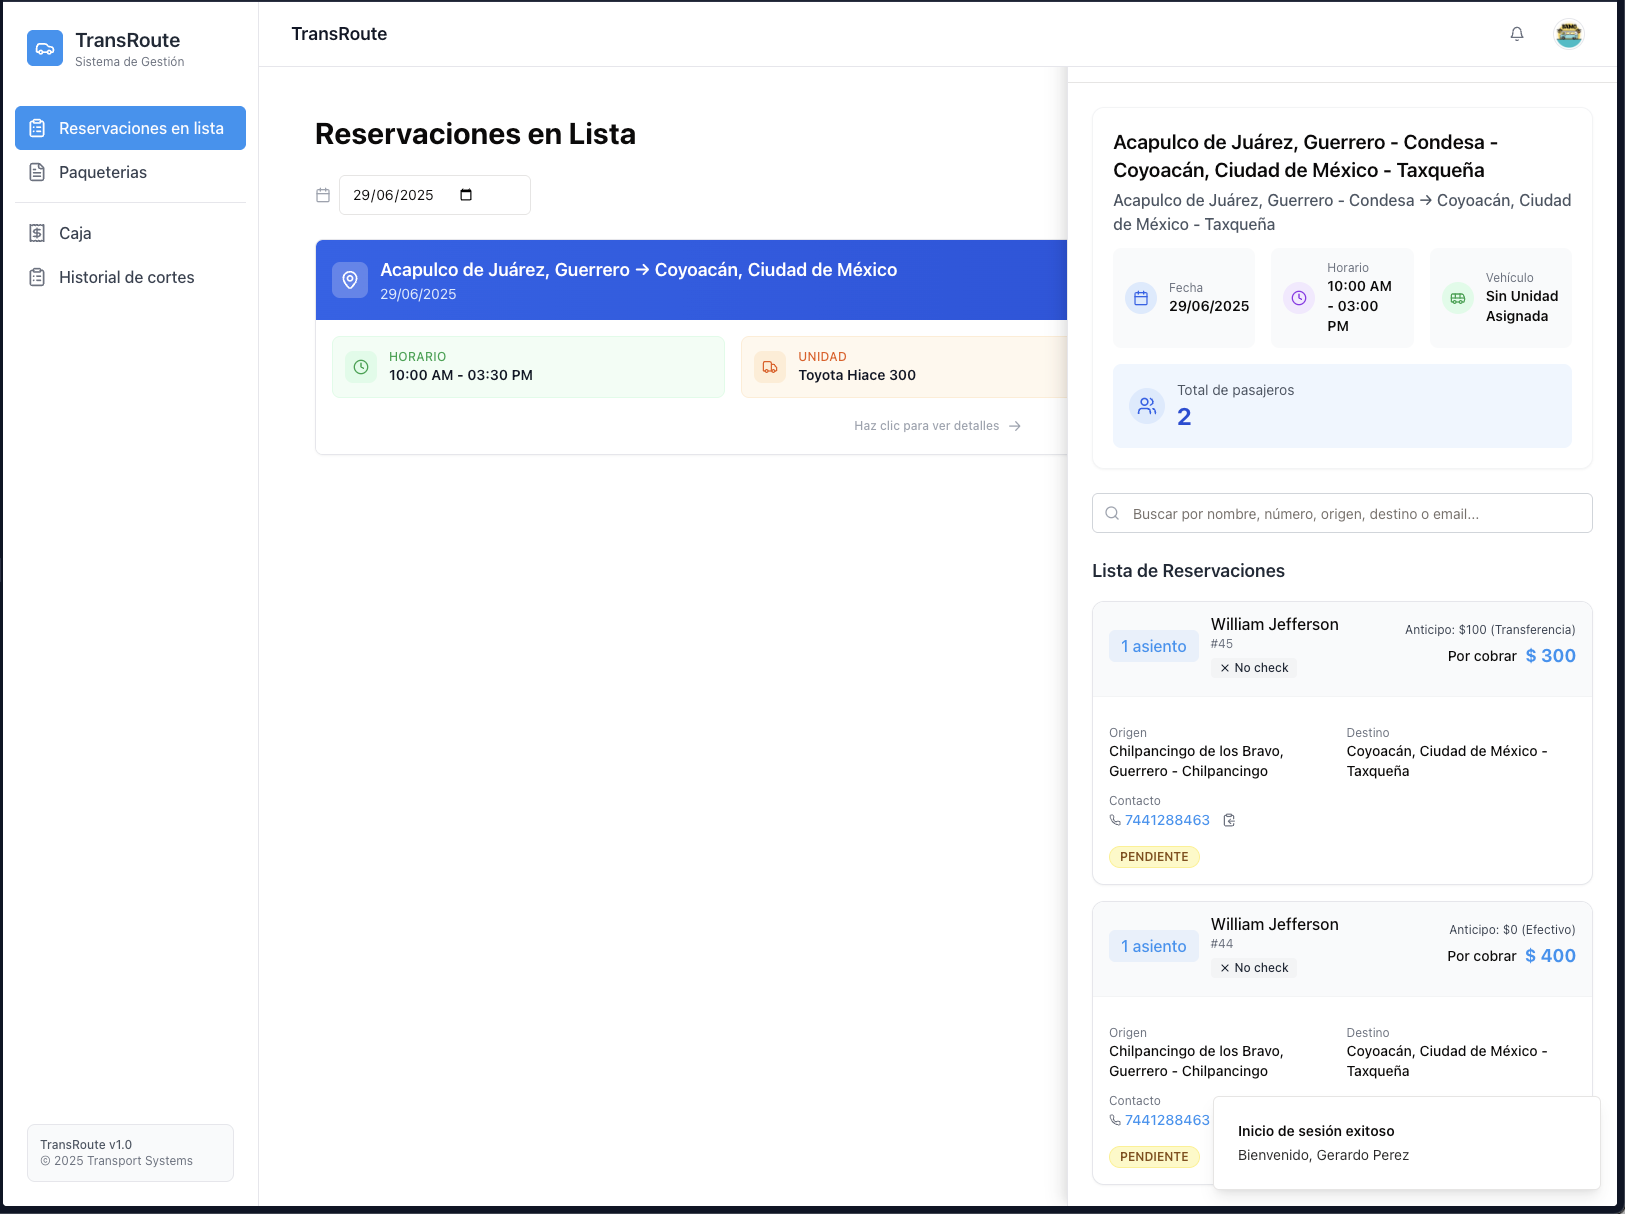 TransRoute
Sistema de Gestión
Reservaciones en lista
Paqueterias
Caja
Historial de cortes
TransRoute v1.0
© 2025 Transport Systems
TransRoute
Reservaciones en Lista
29/06/2025
Acapulco de Juárez, Guerrero → Coyoacán, Ciudad de México
29/06/2025
HORARIO
10:00 AM - 03:30 PM
UNIDAD
Toyota Hiace 300
Haz clic para ver detalles →
Acapulco de Juárez, Guerrero - Condesa -
Coyoacán, Ciudad de México - Taxqueña
Acapulco de Juárez, Guerrero - Condesa → Coyoacán, Ciudad
de México - Taxqueña
Fecha
29/06/2025
Horario
10:00 AM
- 03:00
PM
Vehículo
Sin Unidad
Asignada
Total de pasajeros
2
Buscar por nombre, número, origen, destino o email...
Lista de Reservaciones
1 asiento
William Jefferson
#45
× No check
Anticipo: $100 (Transferencia)
Por cobrar $ 300
Origen
Chilpancingo de los Bravo,
Guerrero - Chilpancingo
Destino
Coyoacán, Ciudad de México -
Taxqueña
Contacto
7441288463
PENDIENTE
1 asiento
William Jefferson
#44
× No check
Anticipo: $0 (Efectivo)
Por cobrar $ 400
Origen
Chilpancingo de los Bravo,
Guerrero - Chilpancingo
Destino
Coyoacán, Ciudad de México -
Taxqueña
Contacto
7441288463
PENDIENTE
Inicio de sesión exitoso
Bienvenido, Gerardo Perez